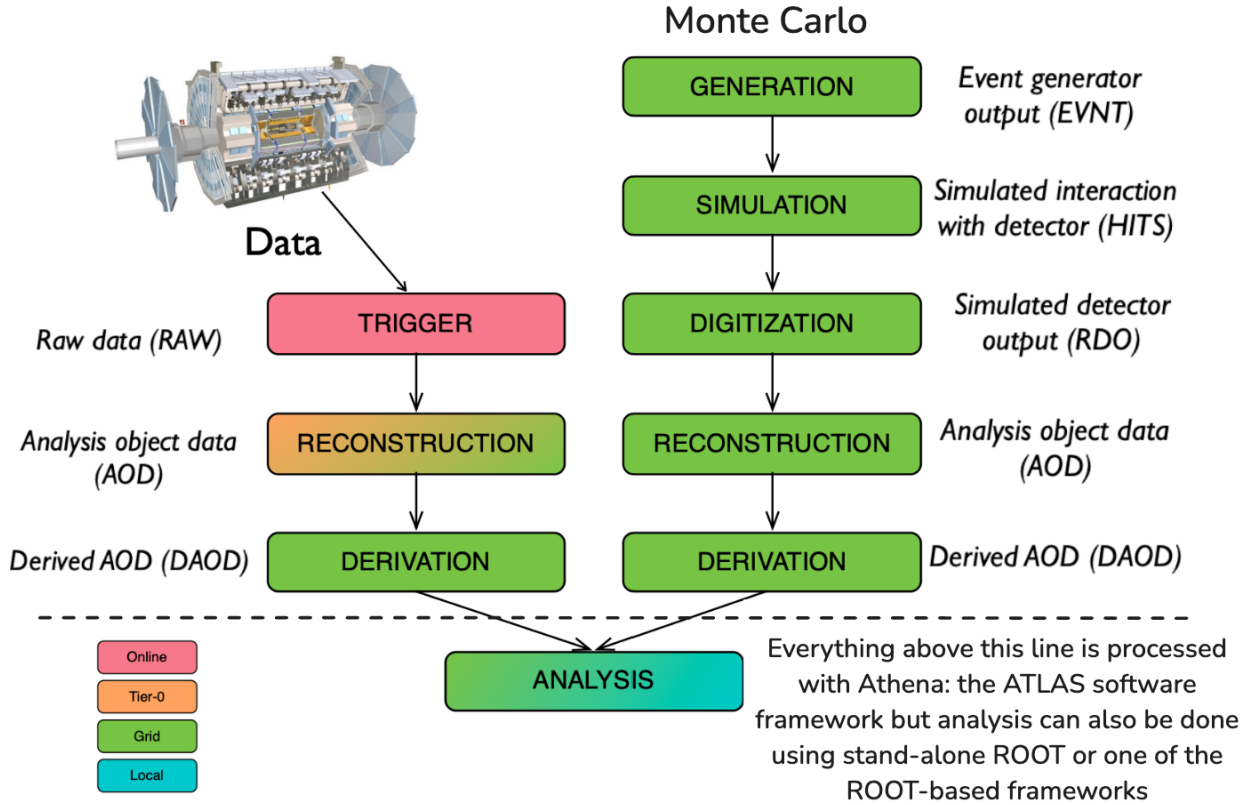 Monte Carlo
GENERATION
Event generator
output (EVNT)
SIMULATION
Simulated interaction
with detector (HITS)
Data
TRIGGER
Raw data (RAW)
DIGITIZATION
Simulated detector
output (RDO)
RECONSTRUCTION
Analysis object data
(AOD)
RECONSTRUCTION
Analysis object data
(AOD)
Derived AOD (DAOD)
DERIVATION
DERIVATION
Derived AOD (DAOD)
Online
Tier-0
Grid
Local
ANALYSIS
Everything above this line is processed
with Athena: the ATLAS software
framework but analysis can also be done
using stand-alone ROOT or one of the
ROOT-based frameworks